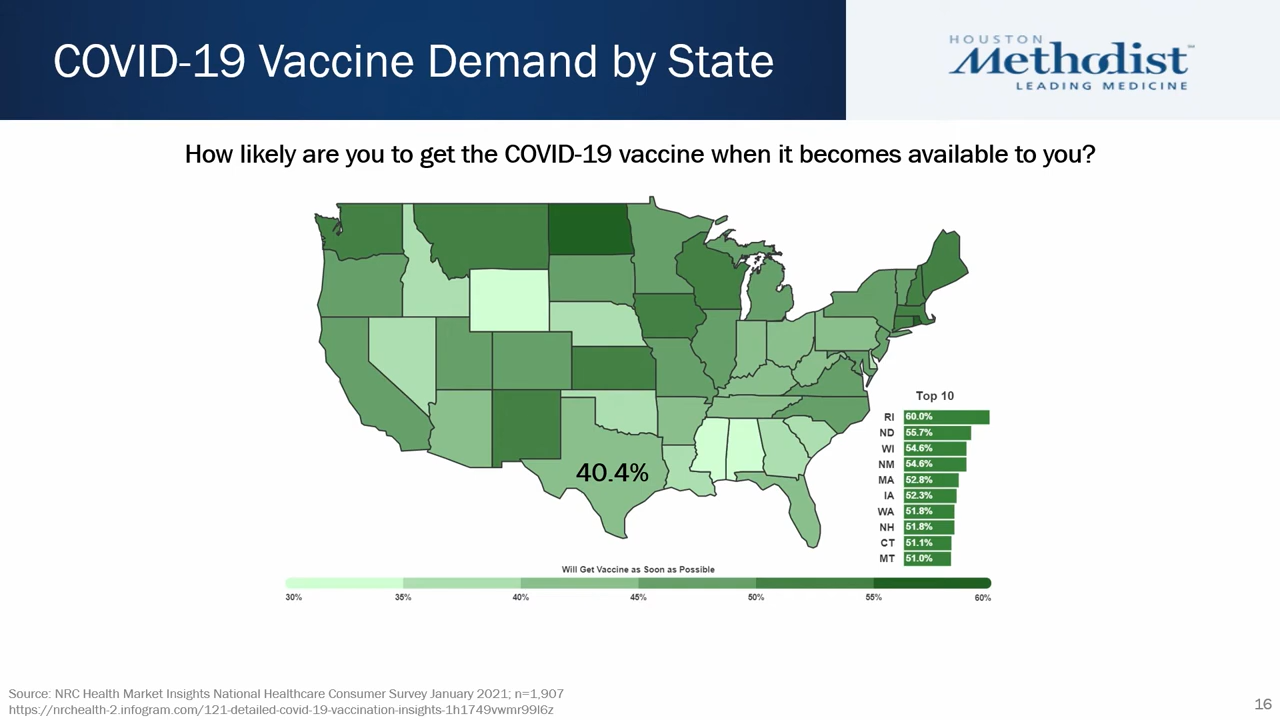 COVID-19 Vaccine Demand by State
HOUSTON
Methodist
LEADING MEDICINE
How likely are you to get the COVID-19 vaccine when it becomes available to you?
40.4%
Top 10
RI 60.0%
ND 55.7%
WI 54.6%
NM 54.6%
MA 52.8%
IA 52.3%
WA 51.8%
NH 51.8%
CT 51.1%
MT 51.0%
Will Get Vaccine as Soon as Possible
30% 35% 40% 45% 50% 55% 60%
Source: NRC Health Market Insights National Healthcare Consumer Survey January 2021; n=1,907
https://nrchealth-2.infogram.com/121-detailed-covid-19-vaccination-insights-1h1749vwmr99l6z
16